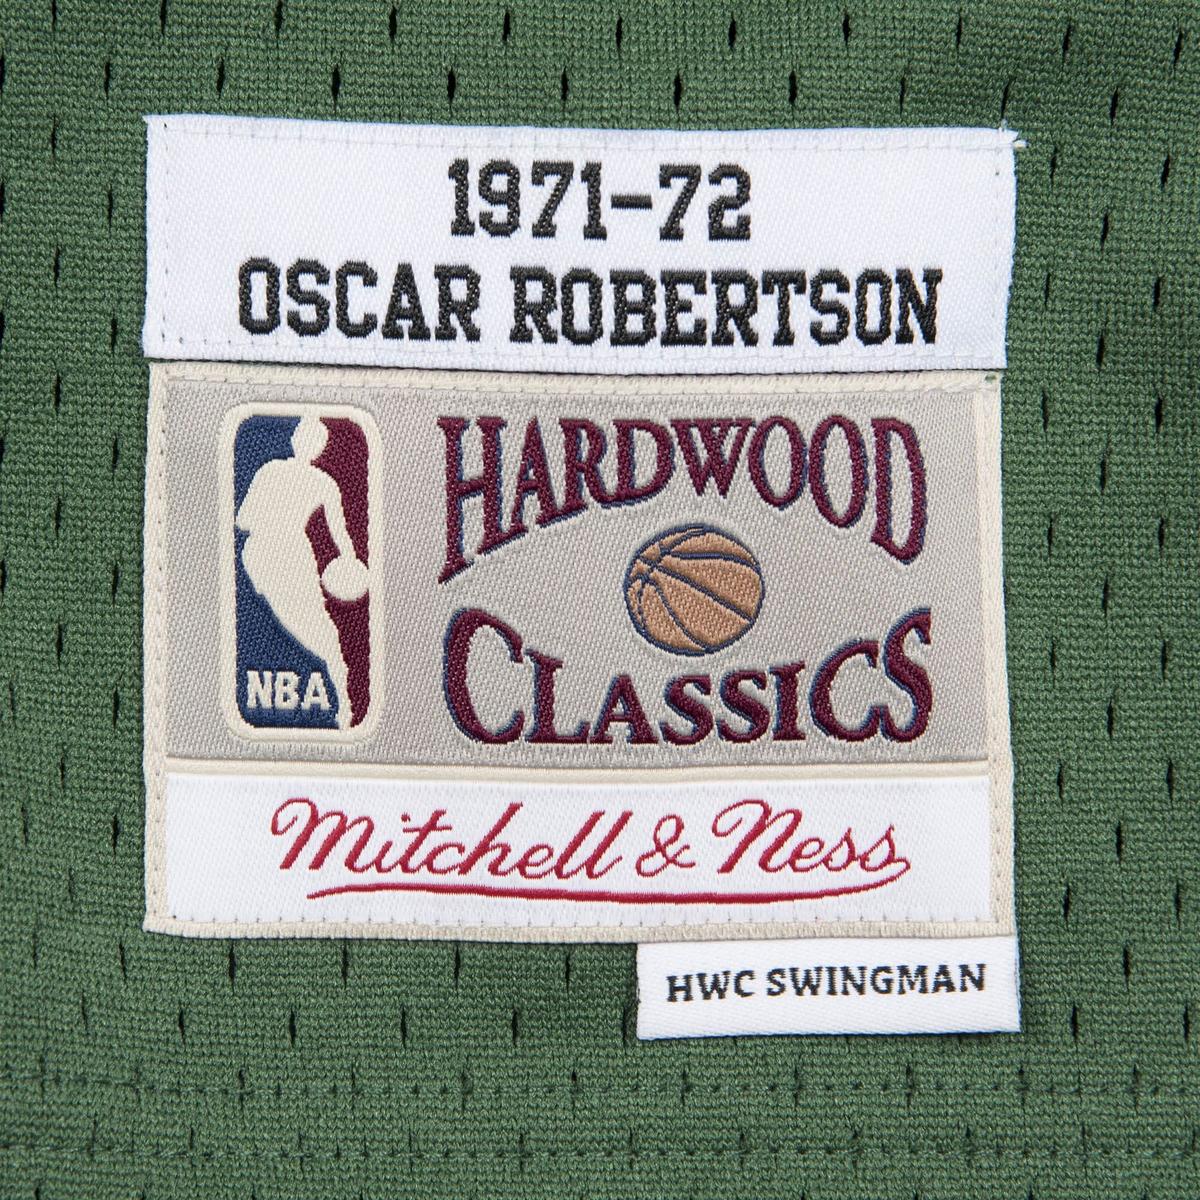 1971-72
OSCAR ROBERTSON
HARDWOOD
CLASSICS
NBA
Mitchell & Ness
HWC SWINGMAN